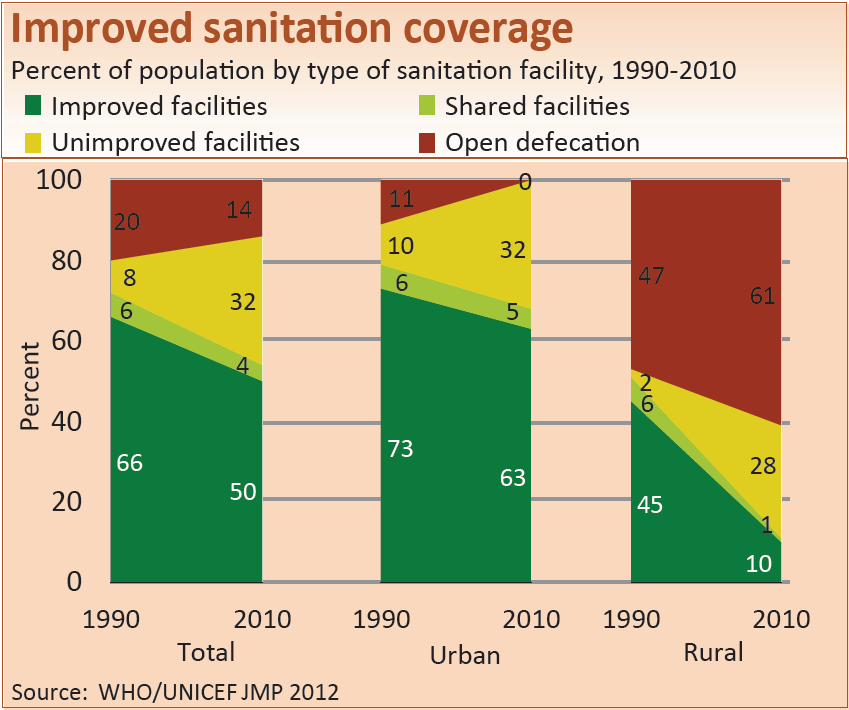 Improved sanitation coverage
Percent of population by type of sanitation facility, 1990-2010
Improved facilities Shared facilities
Unimproved facilities Open defecation
100
80
60
40
20
0
Percent
20 14
8 32
6 4
66 50
11 0
10 32
6 5
73 63
47 61
2 28
6 1
45 10
1990 2010 1990 2010 1990 2010
Total Urban Rural
Source: WHO/UNICEF JMP 2012